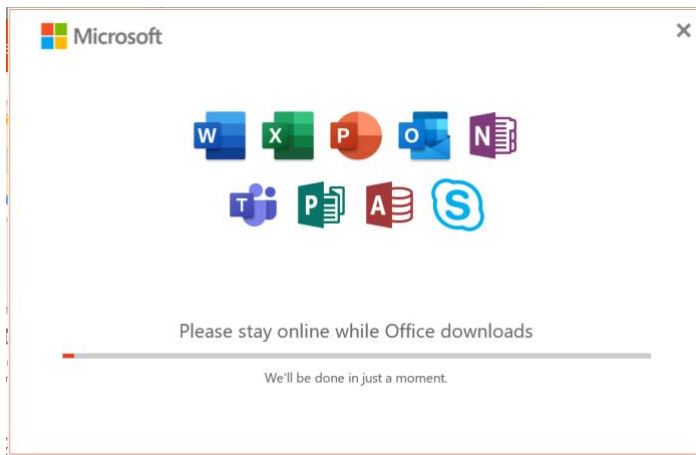 Microsoft
W X P O N
T P A S
Please stay online while Office downloads
We'll be done in just a moment.